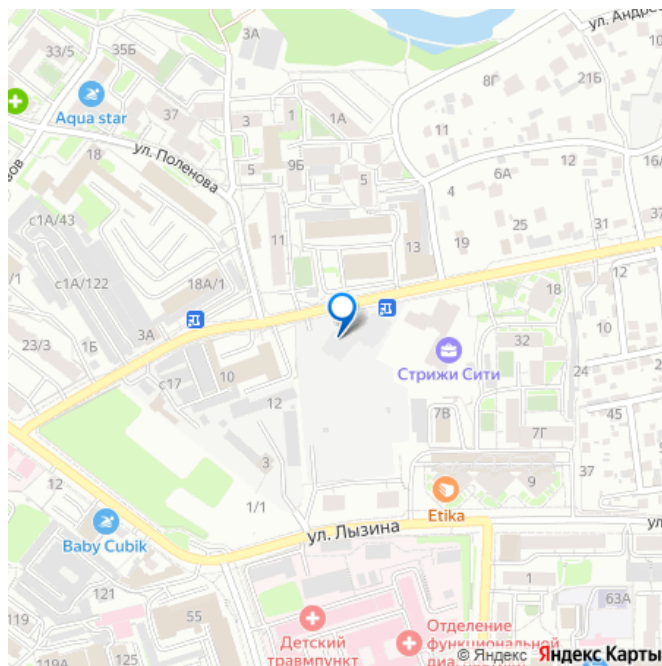 ул. Андре
33/5
35Б
3А
10
8Г
21Б
Aqua star
37
3
1
1А
11
ул. Поленова
18
5
9Б
5
6А
12
16А
4
с1А/43
11
13
19
25
31
37
с1А/122
18А/1
12
18
3А
10
23/3
1Б
32
Стрижи Сити
с17
10
24
12
7В
45
7Г
3
37
12
9
1/1
Etika
ул. Лызина
Baby Cubik
1
121
63А
55
Детский
травмпункт
Отделение
функциональной
119
119А
© Яндекс
Яндекс Карты